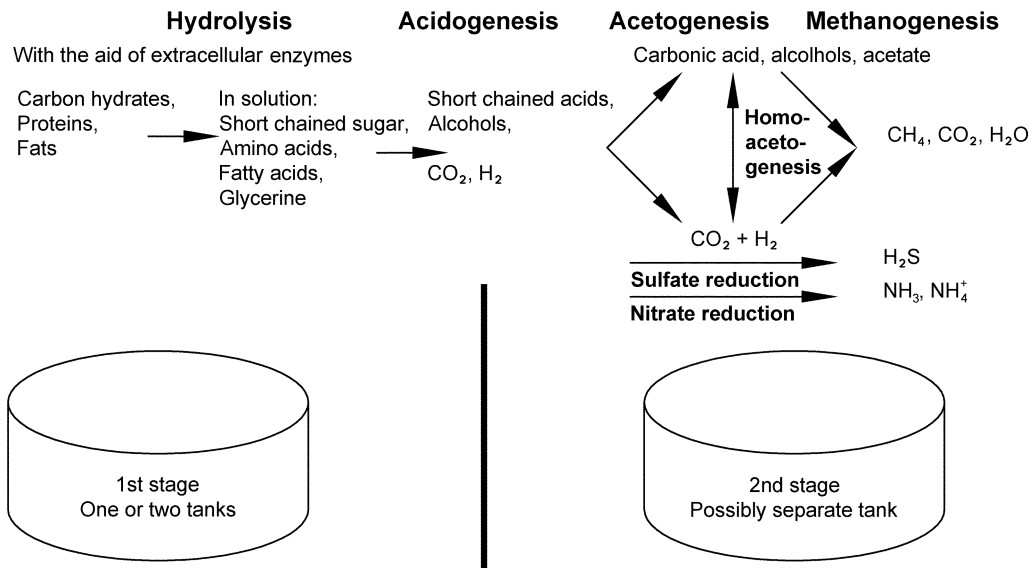 Hydrolysis Acidogenesis Acetogenesis Methanogenesis
With the aid of extracellular enzymes
Carbonic acid, alcolhols, acetate
Carbon hydrates,
Proteins,
Fats
In solution:
Short chained sugar,
Amino acids,
Fatty acids,
Glycerine
Short chained acids,
Alcohols,
CO₂, H₂
Homo-
aceto-
genesis
CH₄, CO₂, H₂O
CO₂ + H₂
Sulfate reduction
H₂S
Nitrate reduction
NH₃, NH₄⁺
1st stage
One or two tanks
2nd stage
Possibly separate tank